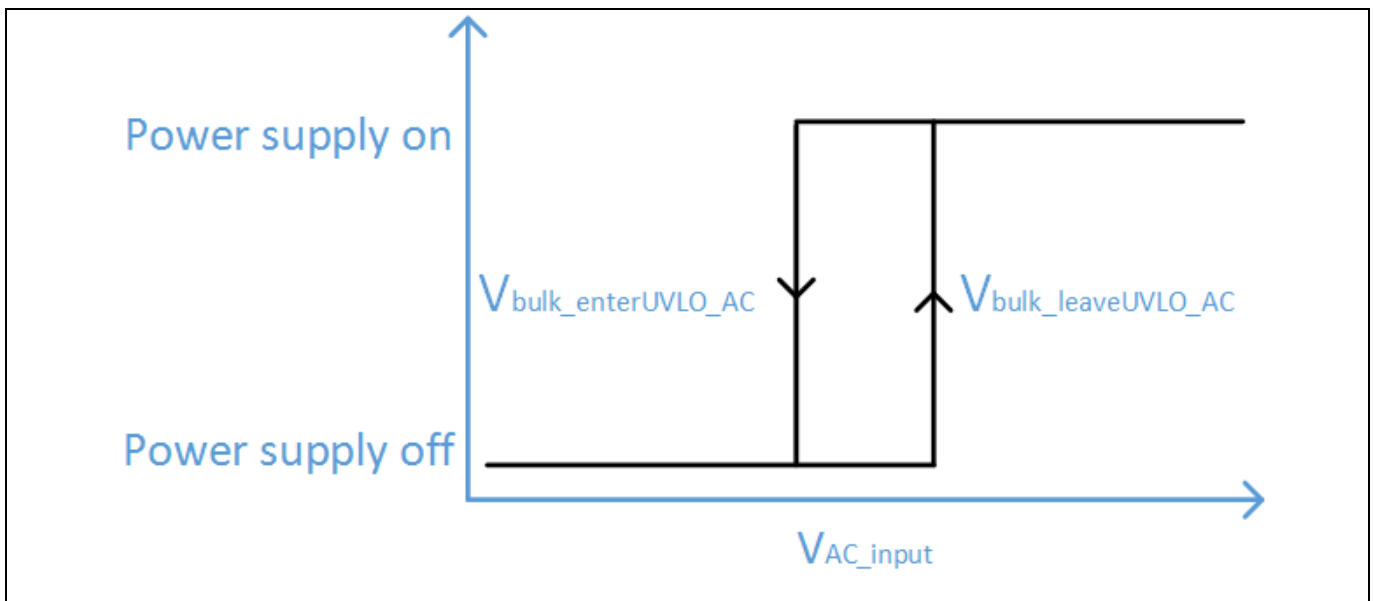 Power supply on
Vbulk_enterUVLO_AC
Vbulk_leaveUVLO_AC
Power supply off
VAC_input